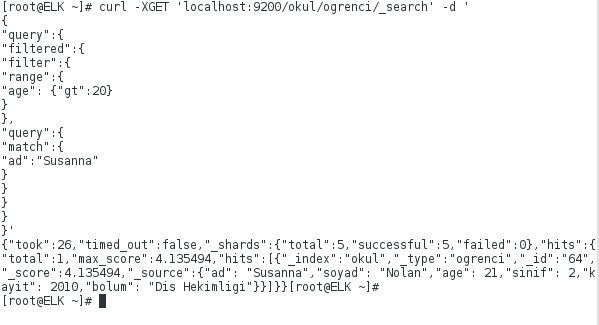 [root@ELK ~]# curl -XGET 'localhost:9200/okul/ogrenci/_search' -d '
{
"query":{
"filtered":{
"filter":{
"range":{
"age": {"gt":20}
}
},
"query":{
"match":{
"ad":"Susanna"
}
}
}
}
}'
{"took":26,"timed_out":false,"_shards":{"total":5,"successful":5,"failed":0},"hits":{
"total":1,"max_score":4.135494,"hits":[{"_index":"okul","_type":"ogrenci","_id":"64",
"_score":4.135494,"_source":{"ad": "Susanna","soyad": "Nolan","age": 21,"sinif": 2,"k
ayit": 2010,"bolum": "Dis Hekimligi"}}]}}[root@ELK ~]#
[root@ELK ~]#